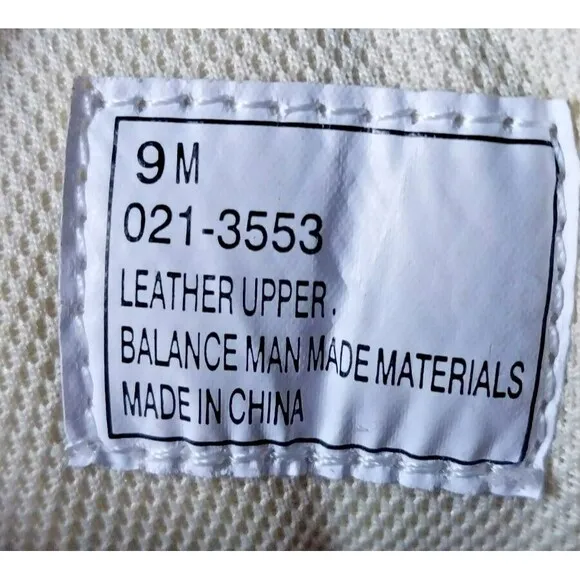 9 M
021-3553
LEATHER UPPER.
BALANCE MAN MADE MATERIALS
MADE IN CHINA